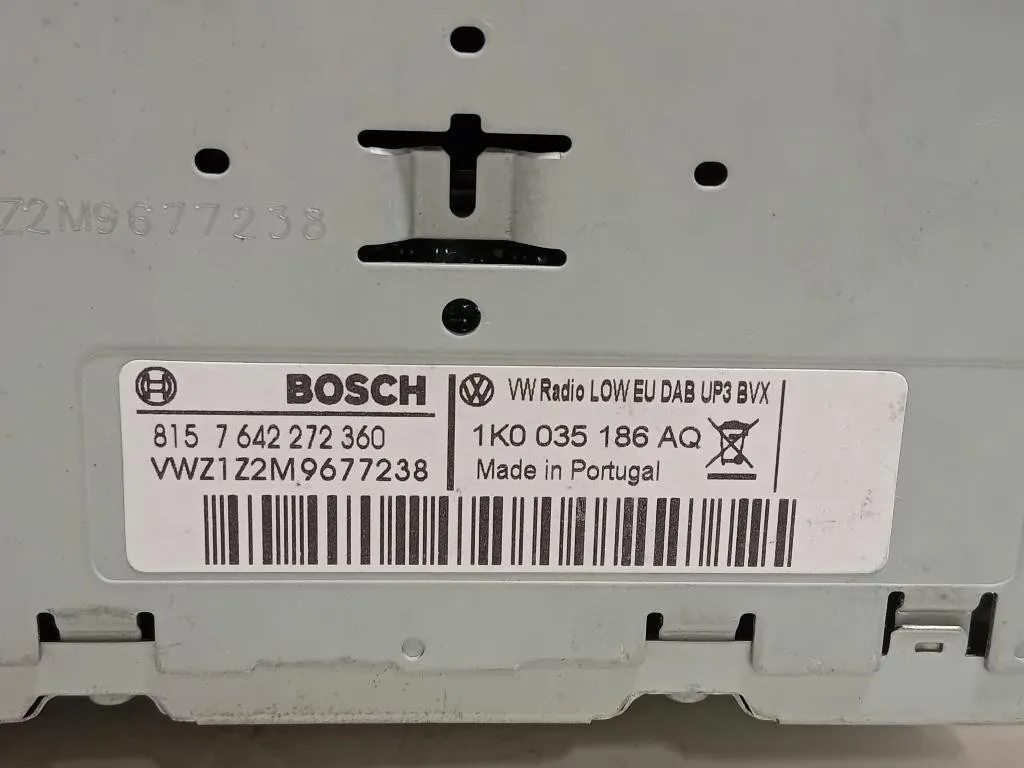 Z2M9677238
BOSCH
VW Radio LOW EU DAB UP3 BVX
815 7 642 272 360
1K0 035 186 AQ
VWZ1Z2M9677238
Made in Portugal